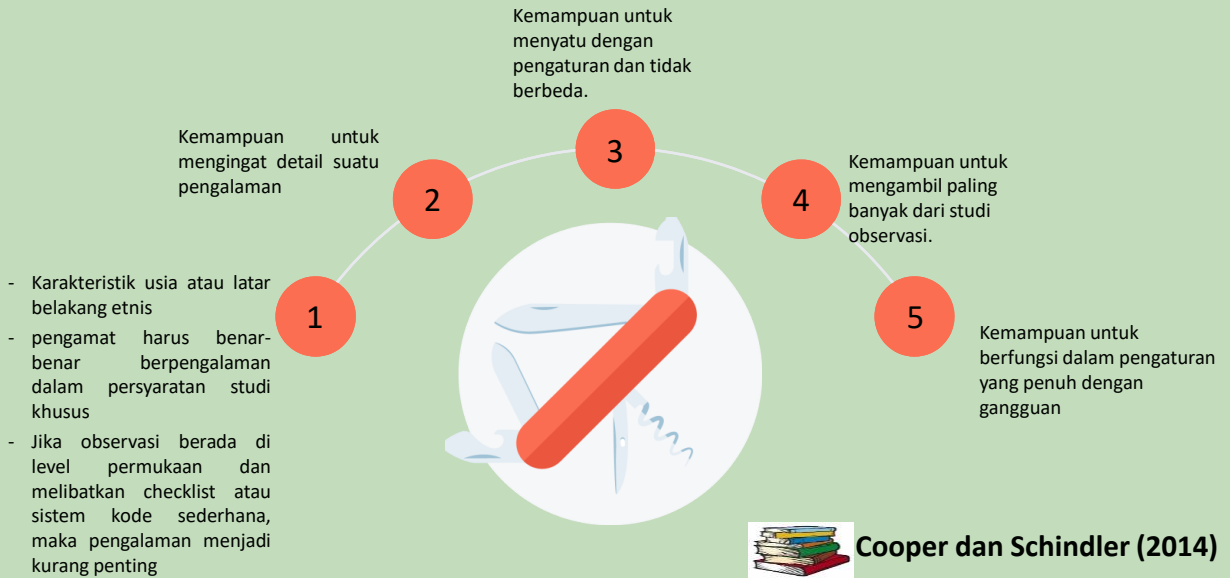 1
- Karakteristik usia atau latar
belakang etnis
- pengamat harus benar-
benar berpengalaman
dalam persyaratan studi
khusus
- Jika observasi berada di
level permukaan dan
melibatkan checklist atau
sistem kode sederhana,
maka pengalaman menjadi
kurang penting
2
Kemampuan untuk
mengingat detail suatu
pengalaman
3
Kemampuan untuk
menyatu dengan
pengaturan dan tidak
berbeda.
4
Kemampuan untuk
mengambil paling
banyak dari studi
observasi.
5
Kemampuan untuk
berfungsi dalam pengaturan
yang penuh dengan
gangguan
Cooper dan Schindler (2014)